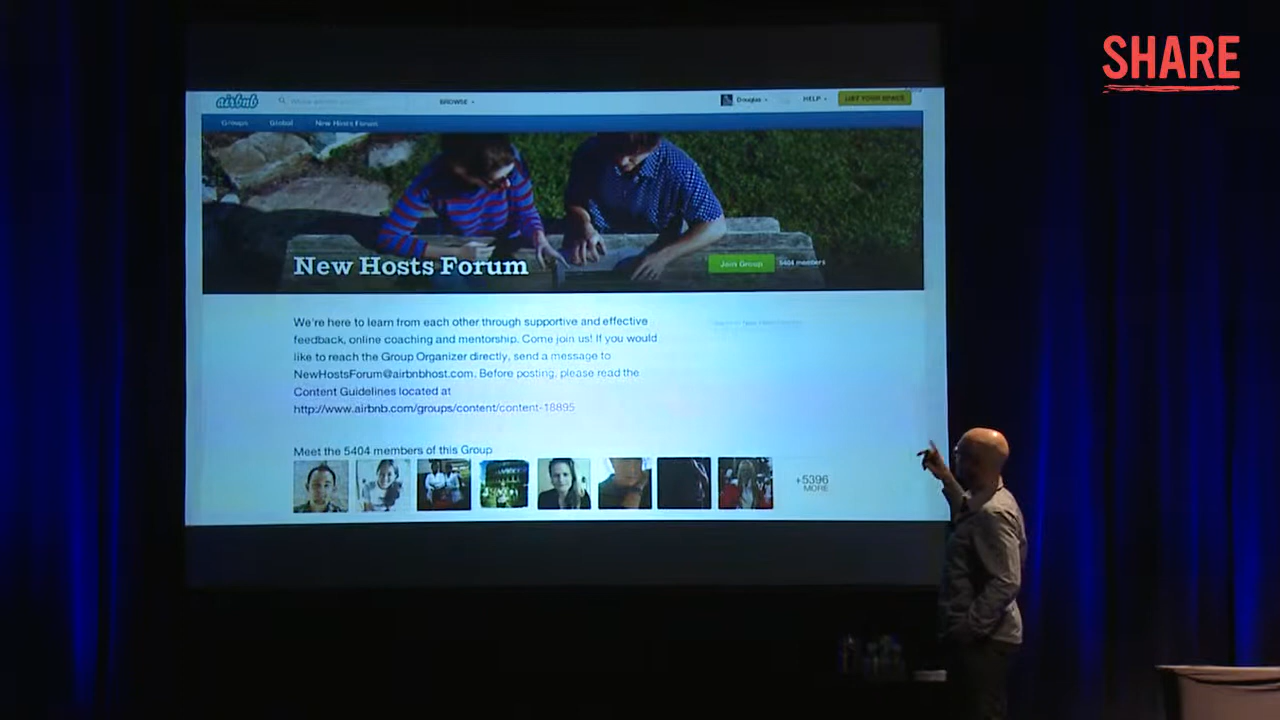 SHARE
airbnb
BROWSE
Douglas
HELP
LIST YOUR SPACE
Groups Global New Hosts Forum
New Hosts Forum
Join Group
5404 members
We're here to learn from each other through supportive and effective
feedback, online coaching and mentorship. Come join us! If you would
like to reach the Group Organizer directly, send a message to
NewHostsForum@airbnbhost.com. Before posting, please read the
Content Guidelines located at
http://www.airbnb.com/groups/content/content-18895
Meet the 5404 members of this Group
+5396
MORE